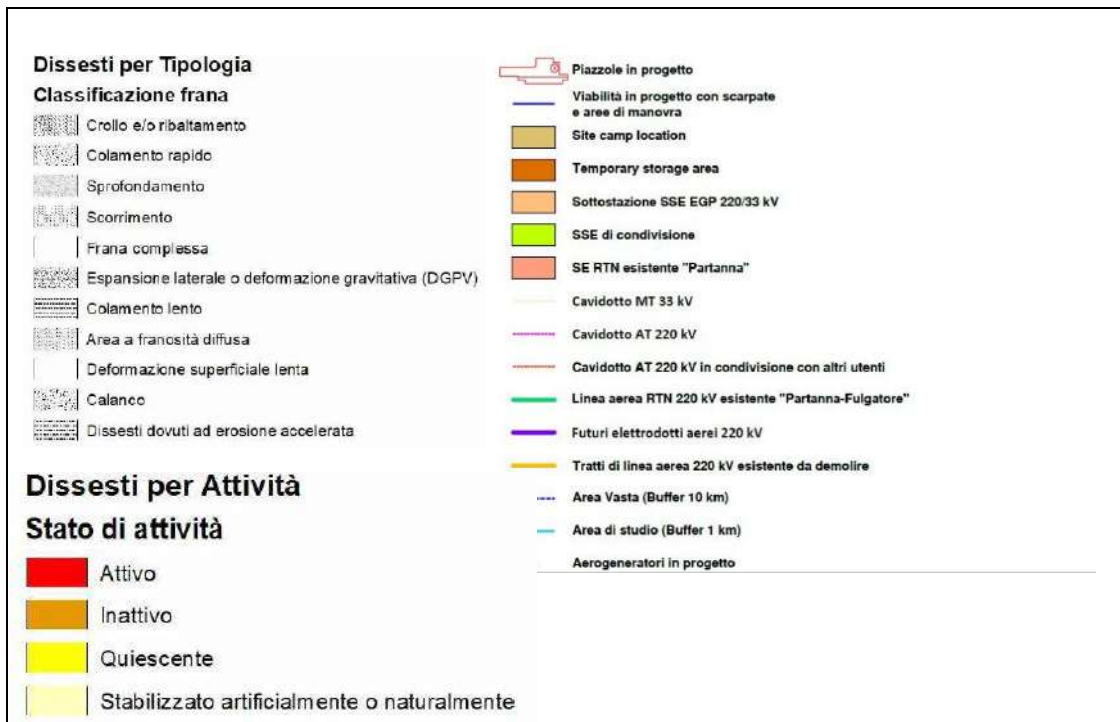 Dissesti per Tipologia
Classificazione frana
Crollo e/o ribaltamento
Colamento rapido
Sprofondamento
Scorrimento
Frana complessa
Espansione laterale o deformazione gravitativa (DGPV)
Colamento lento
Area a franosità diffusa
Deformazione superficiale lenta
Calanco
Dissesti dovuti ad erosione accelerata
Dissesti per Attività
Stato di attività
Attivo
Inattivo
Quiescente
Stabilizzato artificialmente o naturalmente
Piazzole in progetto
Viabilità in progetto con scarpate
e aree di manovra
Site camp location
Temporary storage area
Sottostazione SSE EGP 220/33 kV
SSE di condivisione
SE RTN esistente "Partanna"
Cavidotto MT 33 kV
Cavidotto AT 220 kV
Cavidotto AT 220 kV in condivisione con altri utenti
Linea aerea RTN 220 kV esistente "Partanna-Fulgatore"
Futuri elettrodotti aerei 220 kV
Tratti di linea aerea 220 kV esistente da demolire
Area Vasta (Buffer 10 km)
Area di studio (Buffer 1 km)
Aerogeneratori in progetto